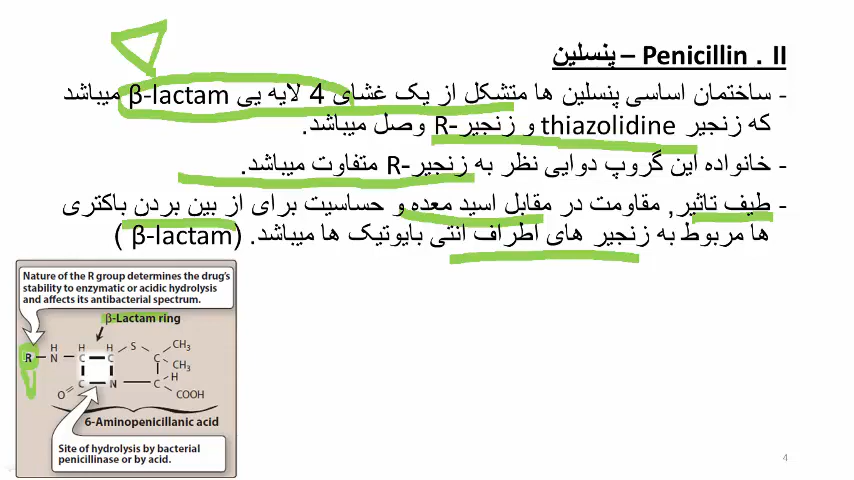 پنسلین – Penicillin . II
- ساختمان اساسی پنسلین ها متشکل از یک غشای 4 لایه یی β-lactam میباشد
که زنجیر thiazolidine و زنجیر-R وصل میباشد.
- خانواده این گروپ دوایی نظر به زنجیر-R متفاوت میباشد.
- طیف تاثیر, مقاومت در مقابل اسید معده و حساسیت برای از بین بردن باکتری
ها مربوط به زنجیر های اطراف انتی بایوتیک ها میباشد. (β-lactam )
Nature of the R group determines the drug's
stability to enzymatic or acidic hydrolysis
and affects its antibacterial spectrum.
β-Lactam ring
H H H S CH3
R N C C C CH3
H
O C N C COOH
6-Aminopenicillanic acid
Site of hydrolysis by bacterial
penicillinase or by acid.
4